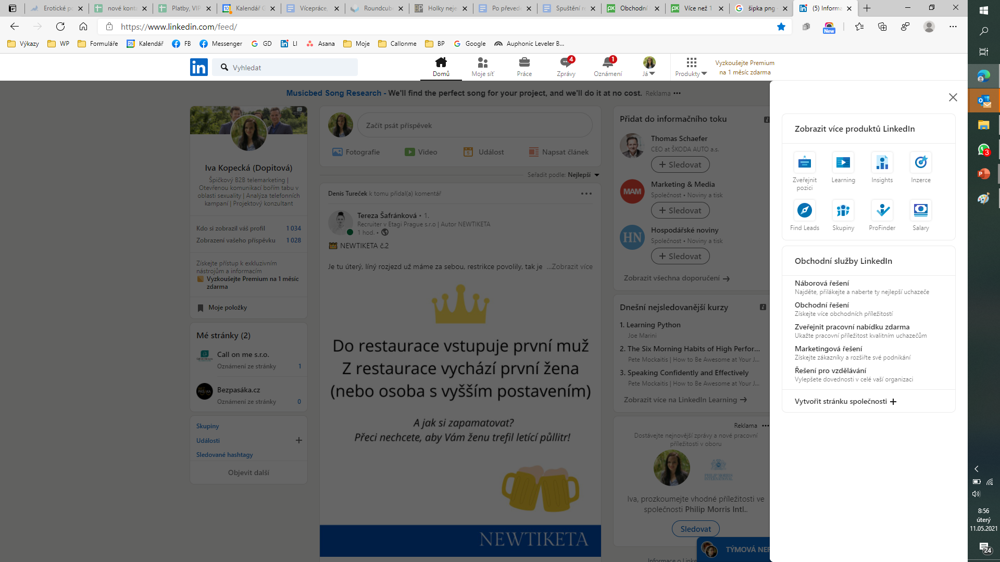 Erotické p
nové konta
Platby, VIP
Kalendář G
Vícepráce,
Roundcub
Holky neje
Po převed
Spuštění r
Obchodní
Více než 1
šipka png
(5) Informa
https://www.linkedin.com/feed/
New
Výkazy
WP
Formuláře
Kalendář
FB
Messenger
GD
LI
Asana
Moje
Callonme
BP
Google
Auphonic Leveler B...
Vyhledat
Domů
Moje síť
Práce
4
Zprávy
1
Oznámení
Já
Produkty
Vyzkoušejte Premium
na 1 měsíc zdarma
Musicbed Song Research - We'll find the perfect song for your project, and we'll do it at no cost. Reklama
Iva Kopecká (Dopitová)
Špičkový B2B telemarketing |
Otevřenou komunikací bořím tabu v
oblasti sexuality | Analýza telefonních
kampaní | Projektový konzultant
Kdo si zobrazil váš profil 1 034
Zobrazení vašeho příspěvku 1 028
Získejte přístup k exkluzivním
nástrojům a informacím
Vyzkoušejte Premium na 1 měsíc
zdarma
Moje položky
Mé stránky (2)
Call on me s.r.o.
Oznámení ze stránky 1
Bezpasáka.cz
Oznámení ze stránky 0
Skupiny
Události
Sledované hashtagy
Objevit další
Začít psát příspěvek
Fotografie
Video
Událost
Napsat článek
Seřadit podle: Nejlepší
Denis Tureček k tomu přidal(a) komentář
Tereza Šafránková • 1.
Recruiter v Etagi Prague s.r.o | Autor NEWTIKETA
1 hod. •
NEWTIKETA č.2
Je tu úterý, líný rozjezd už máme za sebou, restrikce povolily, tak je ...Zobrazit více
Do restaurace vstupuje první muž
Z restaurace vychází první žena
(nebo osoba s vyšším postavením)
A jak si zapamatovat?
Přeci nechcete, aby Vám ženu trefil letící půllitr!
NEWTIKETA
Přidat do informačního toku
Thomas Schaefer
CEO at ŠKODA AUTO a.s.
+ Sledovat
MAM
Marketing & Media
Společnost • Noviny a tisk
+ Sledovat
HN
Hospodářské noviny
Společnost • Noviny a tisk
+ Sledovat
Zobrazit všechna doporučení →
Dnešní nejsledovanější kurzy
1. Learning Python
Joe Marini
2. The Six Morning Habits of High Perfor...
Pete Mockaitis | How to Be Awesome at Your J...
3. Speaking Confidently and Effectively
Pete Mockaitis | How to Be Awesome at Your J...
Zobrazit více na LinkedIn Learning →
Reklama
Dostávejte nejnovější zprávy a nové pracovní
příležitosti v oboru
PHILIP MORRIS
INTERNATIONAL
Iva, prozkoumejte vhodné příležitosti ve
společnosti Philip Morris Intl..
Sledovat
TÝMOVÁ NE
Informace o Linke
Zobrazit více produktů LinkedIn
Zveřejnit
pozici
Learning
Insights
Inzerce
Find Leads
Skupiny
ProFinder
Salary
Obchodní služby LinkedIn
Náborová řešení
Najděte, přilákejte a naberte ty nejlepší uchazeče
Obchodní řešení
Získejte více obchodních příležitostí
Zveřejnit pracovní nabídku zdarma
Ukažte pracovní příležitost kvalitním uchazečům
Marketingová řešení
Získejte zákazníky a rozšiřte své podnikání
Řešení pro vzdělávání
Vylepšete dovednosti v celé vaší organizaci
Vytvořit stránku společnosti +
3
8:56
úterý
11.05.2021
24